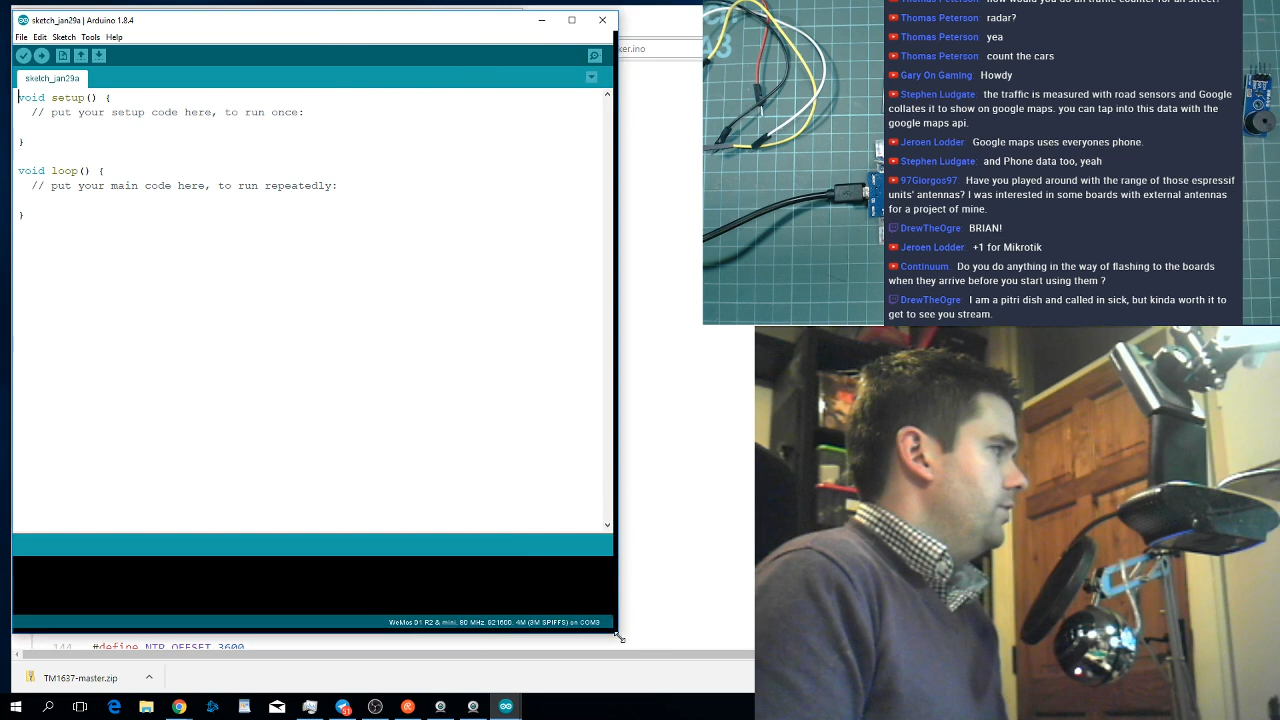 sketch_jan29a | Arduino 1.8.4
File Edit Sketch Tools Help
sketch_jan29a
void setup() {
// put your setup code here, to run once:
}
void loop() {
// put your main code here, to run repeatedly:
}
WeMos D1 R2 & mini, 80 MHz, 921600, 4M (3M SPIFFS) on COM3
ker.ino
144 #define NTP_OFFSET 3600
TM1637-master.zip
51
Thomas Peterson: radar?
Thomas Peterson: yea
Thomas Peterson: count the cars
Gary On Gaming: Howdy
Stephen Ludgate: the traffic is measured with road sensors and Google
collates it to show on google maps. you can tap into this data with the
google maps api.
Jeroen Lodder: Google maps uses everyones phone.
Stephen Ludgate: and Phone data too, yeah
97Giorgos97: Have you played around with the range of those espressif
units' antennas? I was interested in some boards with external antennas
for a project of mine.
DrewTheOgre: BRIAN!
Jeroen Lodder: +1 for Mikrotik
Continuum: Do you do anything in the way of flashing to the boards
when they arrive before you start using them ?
DrewTheOgre: I am a pitri dish and called in sick, but kinda worth it to
get to see you stream.